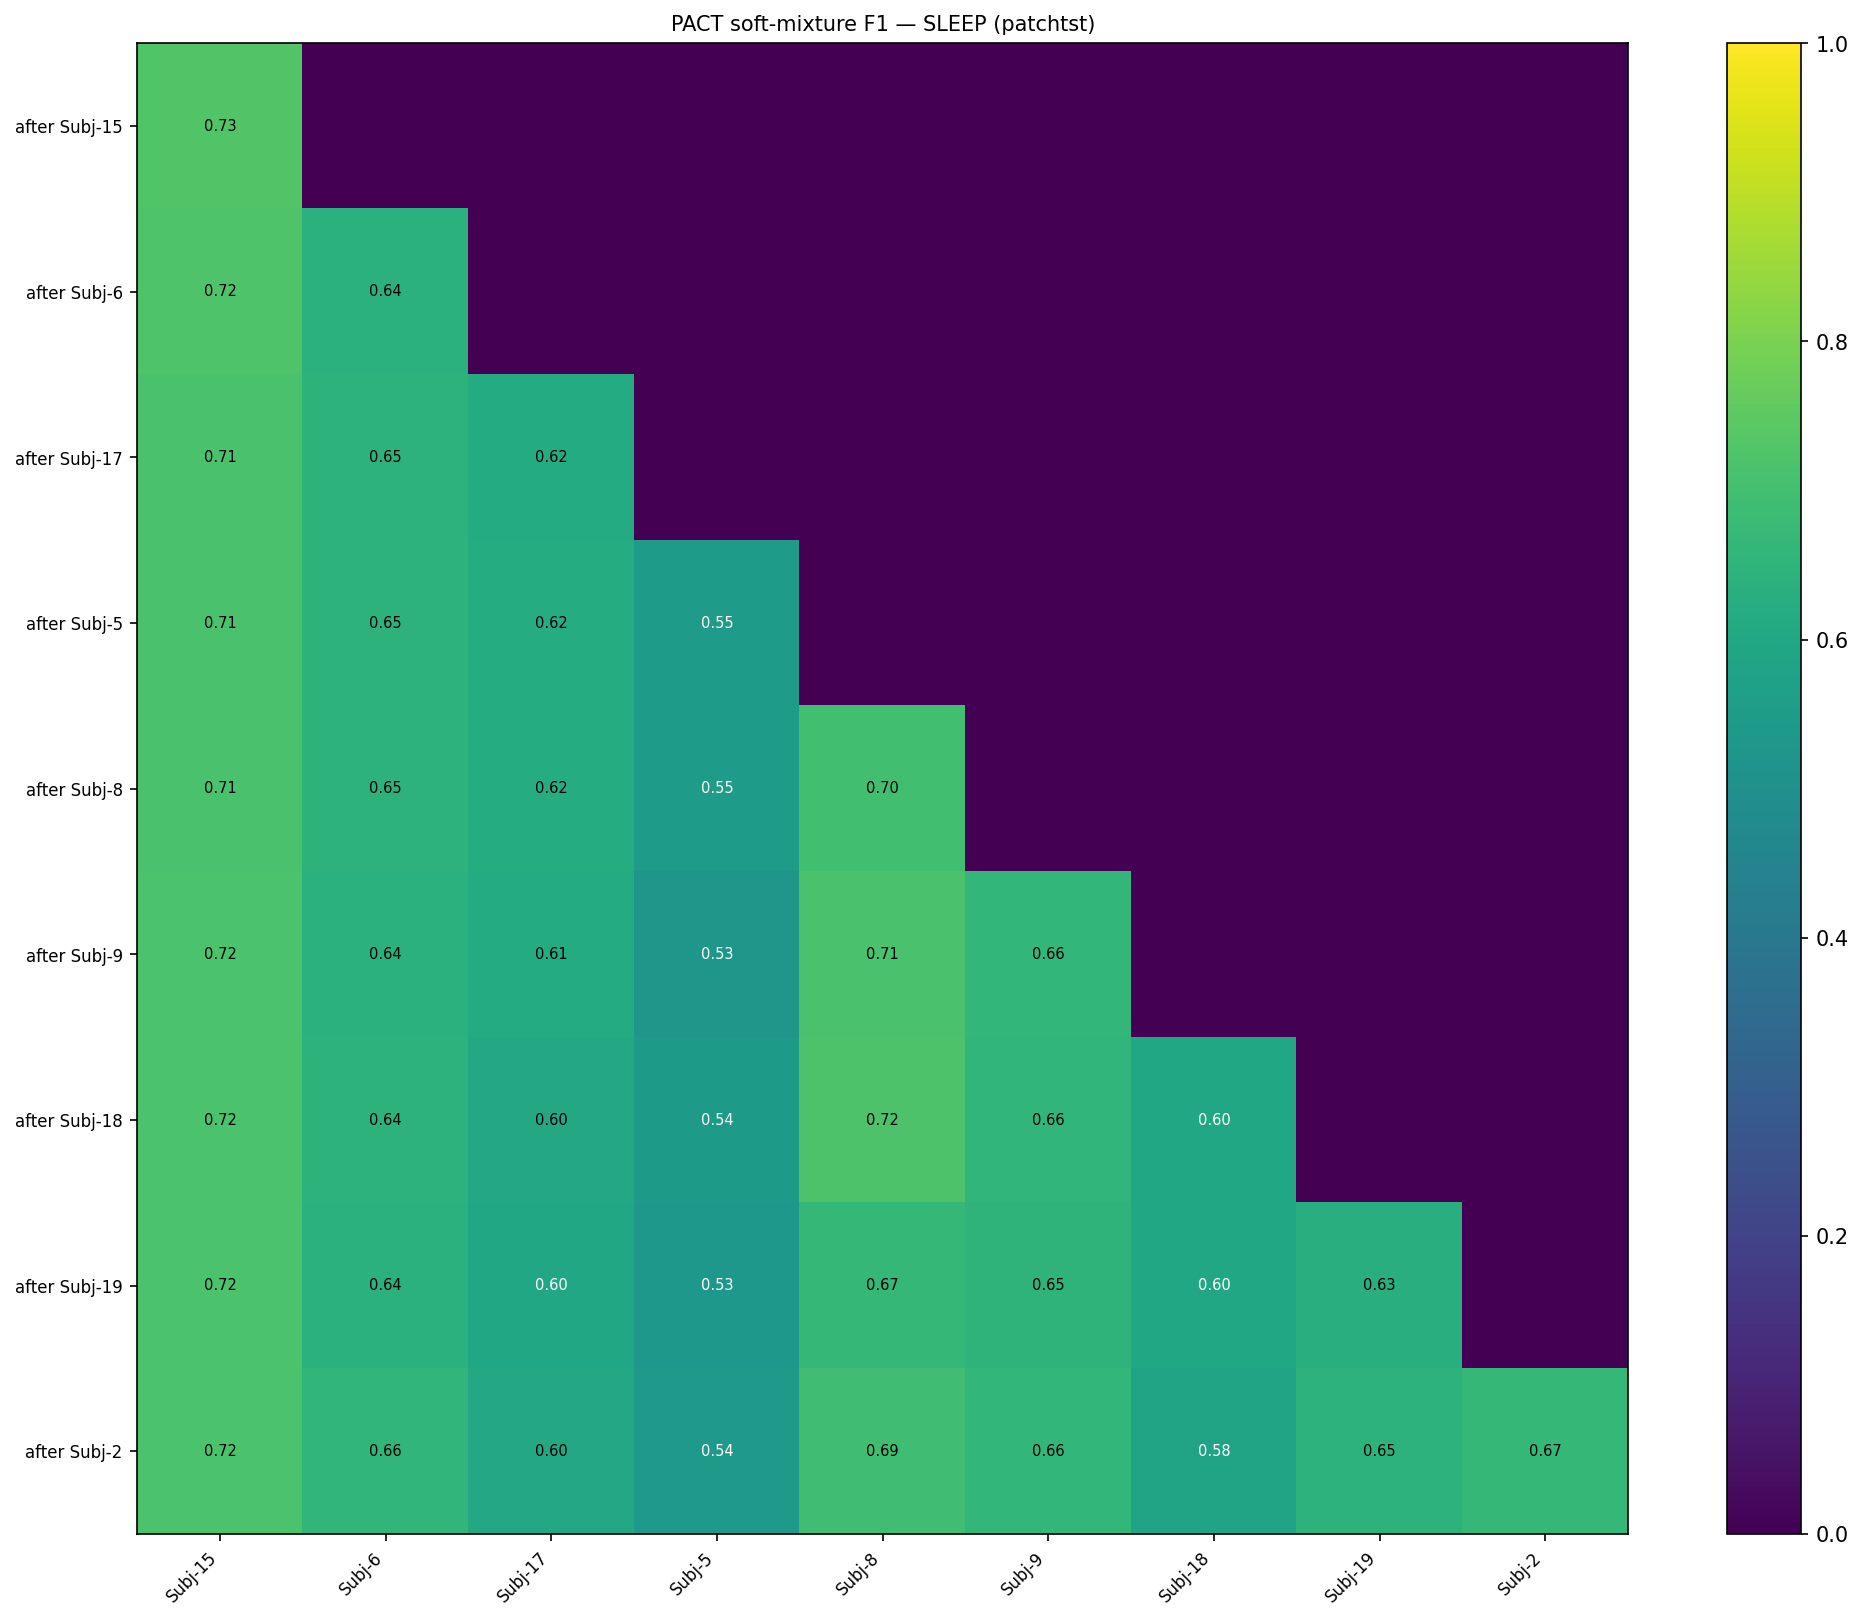 PACT soft-mixture F1 — SLEEP (patchtst)
after Subj-15 0.73
after Subj-6 0.72 0.64
after Subj-17 0.71 0.65 0.62
after Subj-5 0.71 0.65 0.62 0.55
after Subj-8 0.71 0.65 0.62 0.55 0.70
after Subj-9 0.72 0.64 0.61 0.53 0.71 0.66
after Subj-18 0.72 0.64 0.60 0.54 0.72 0.66 0.60
after Subj-19 0.72 0.64 0.60 0.53 0.67 0.65 0.60 0.63
after Subj-2 0.72 0.66 0.60 0.54 0.69 0.66 0.58 0.65 0.67
Subj-15 Subj-6 Subj-17 Subj-5 Subj-8 Subj-9 Subj-18 Subj-19 Subj-2
1.0
0.8
0.6
0.4
0.2
0.0